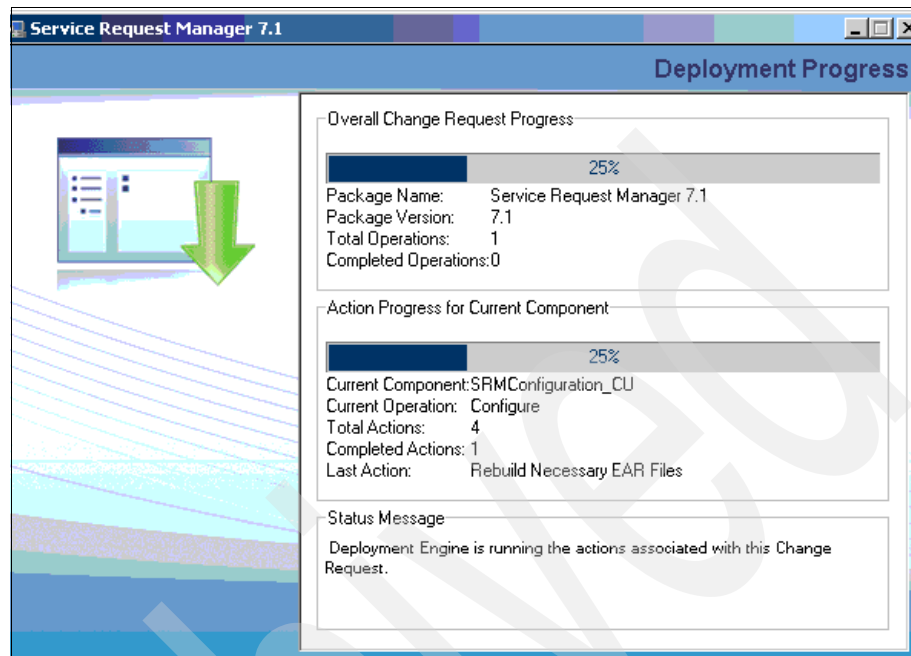 Service Request Manager 7.1
Deployment Progress
Overall Change Request Progress
25%
Package Name: Service Request Manager 7.1
Package Version: 7.1
Total Operations: 1
Completed Operations:0
Action Progress for Current Component
25%
Current Component:SRMConfiguration_CU
Current Operation: Configure
Total Actions: 4
Completed Actions: 1
Last Action: Rebuild Necessary EAR Files
Status Message
Deployment Engine is running the actions associated with this Change
Request.